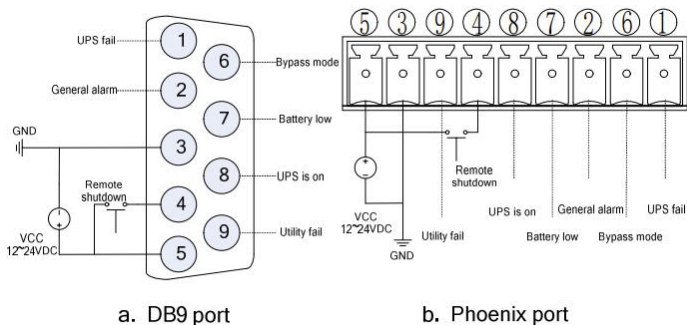 UPS fail
1
6
Bypass mode
General alarm
2
7
Battery low
GND
3
8
UPS is on
Remote
shutdown
4
9
Utility fail
VCC
12~24VDC
5
a. DB9 port
⑤ ③ ⑨ ④ ⑧ ⑦ ② ⑥ ①
Remote
shutdown
VCC
12~24VDC
GND
Utility fail
UPS is on
Battery low
General alarm
Bypass mode
UPS fail
b. Phoenix port